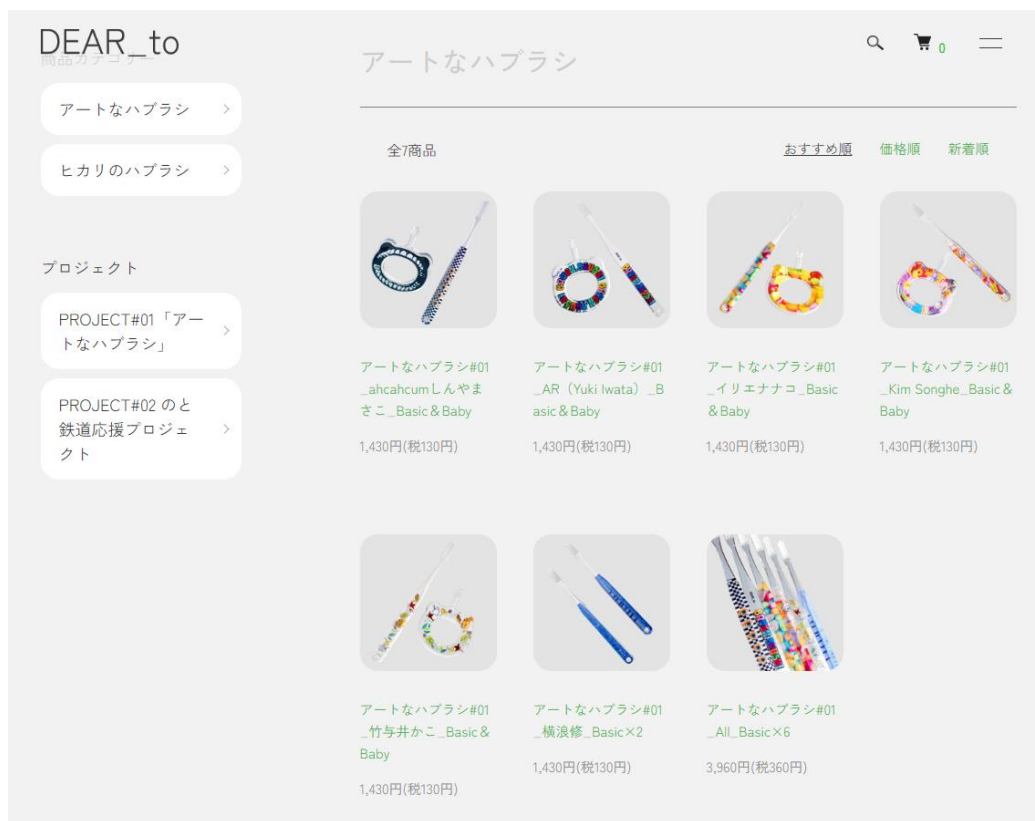 DEAR_to
商品カテゴリー
アートなハブラシ
ヒカリのハブラシ
プロジェクト
PROJECT#01「アー
トなハブラシ」
PROJECT#02 のと
鉄道応援プロジェ
クト
0
アートなハブラシ
全7商品
おすすめ順 価格順 新着順
アートなハブラシ#01
_ahcahcumしんやま
さこ_Basic＆Baby
1,430円(税130円)
アートなハブラシ#01
_AR（Yuki Iwata）_B
asic＆Baby
1,430円(税130円)
アートなハブラシ#01
_イリエナナコ_Basic
＆Baby
1,430円(税130円)
アートなハブラシ#01
_Kim Songhe_Basic＆
Baby
1,430円(税130円)
アートなハブラシ#01
_竹与井かこ_Basic＆
Baby
1,430円(税130円)
アートなハブラシ#01
_横浪修_Basic×2
1,430円(税130円)
アートなハブラシ#01
_All_Basic×6
3,960円(税360円)